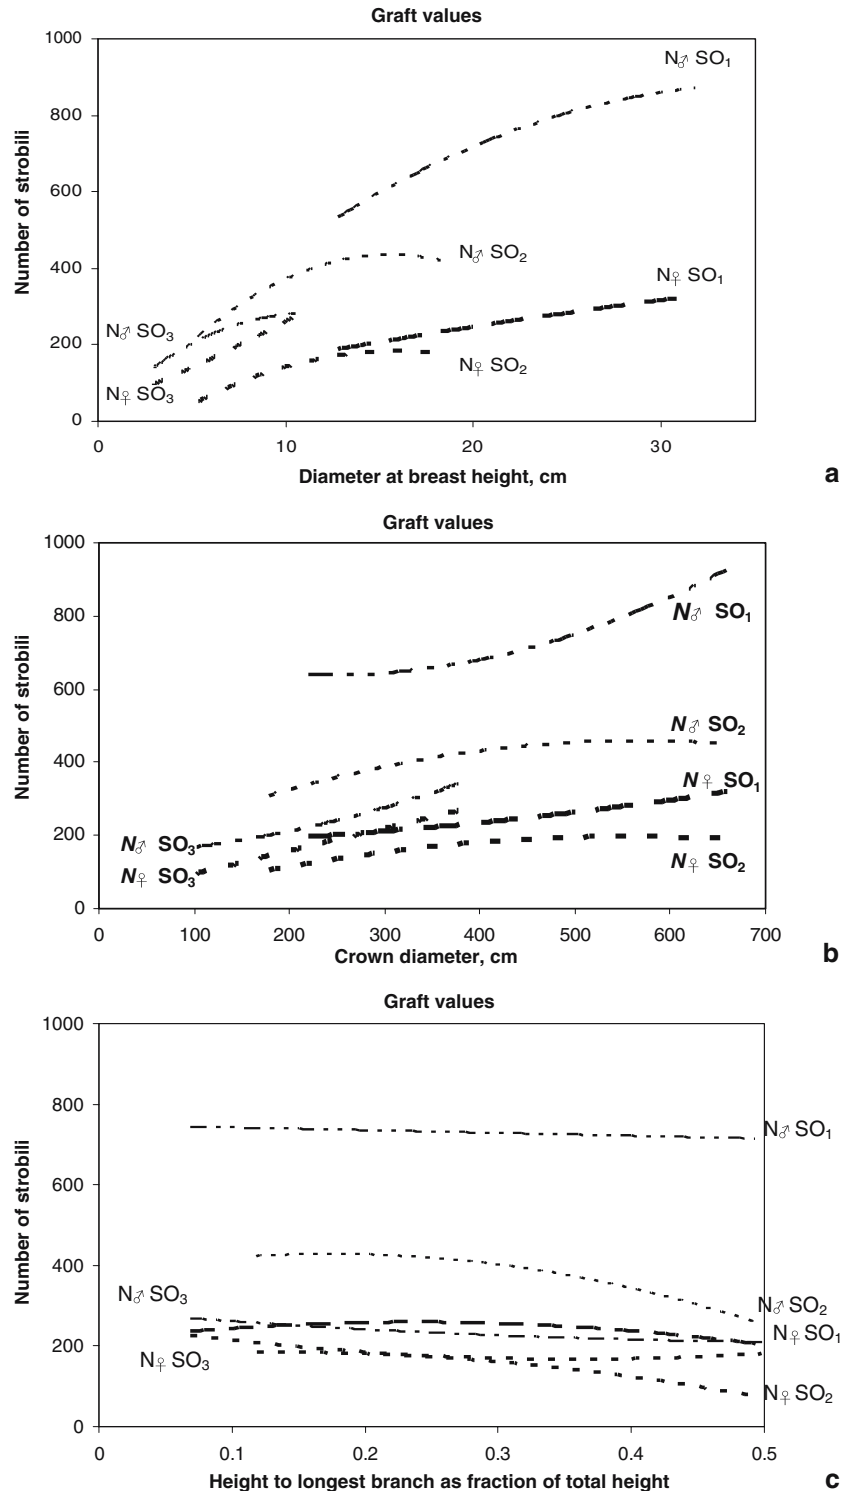 Graft values
1000
800
600
400
200
0
Number of strobili
N♂ SO1
N♂ SO2
N♀ SO1
N♂ SO3
N♀ SO2
N♀ SO3
0 10 20 30
Diameter at breast height, cm
a
Graft values
1000
800
600
400
200
0
Number of strobili
N♂ SO1
N♂ SO2
N♀ SO1
N♂ SO3
N♀ SO2
N♀ SO3
0 100 200 300 400 500 600 700
Crown diameter, cm
b
Graft values
1000
800
600
400
200
0
Number of strobili
N♂ SO1
N♂ SO3
N♂ SO2
N♀ SO1
N♀ SO3
N♀ SO2
0 0.1 0.2 0.3 0.4 0.5
Height to longest branch as fraction of total height
c